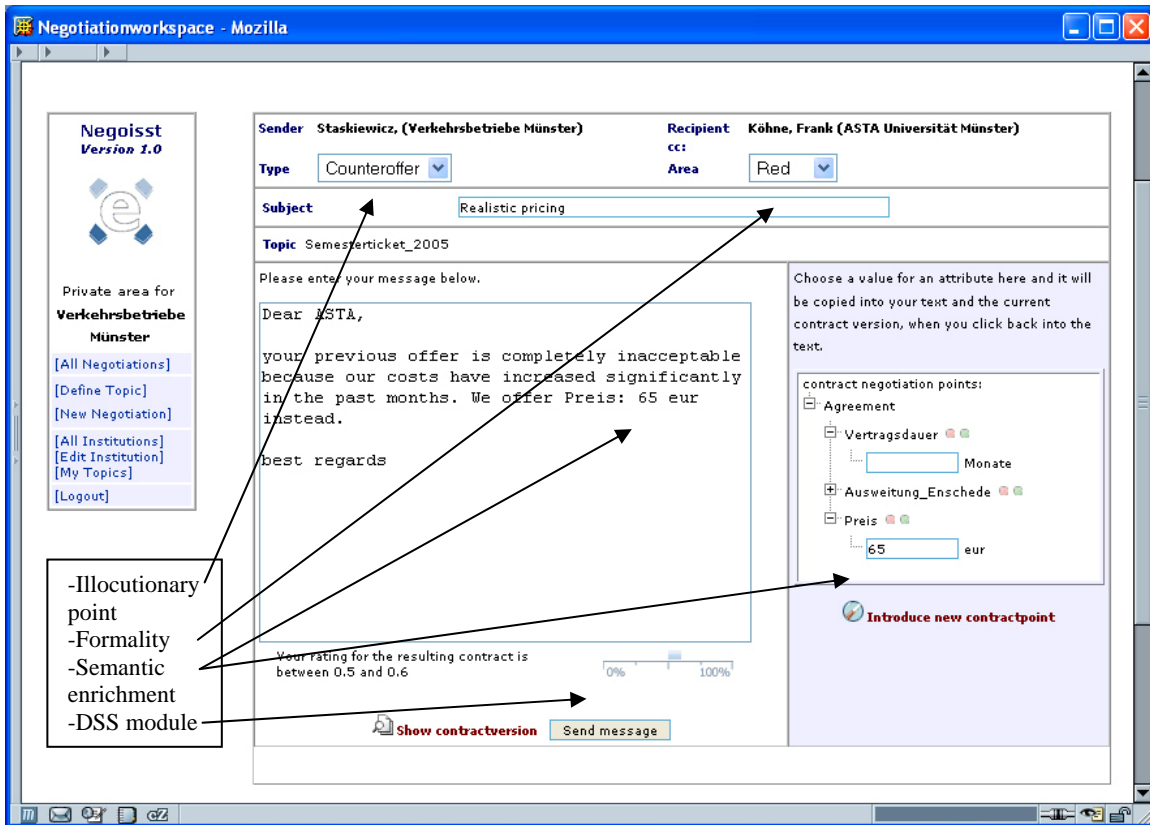 Negotiationworkspace - Mozilla
Negoisst
Version 1.0
e
Private area for
Verkehrsbetriebe
Münster
[All Negotiations]
[Define Topic]
[New Negotiation]
[All Institutions]
[Edit Institution]
[My Topics]
[Logout]
Sender Staskiewicz, (Verkehrsbetriebe Münster) Recipient Köhne, Frank (ASTA Universität Münster)
cc:
Type Counteroffer Area Red
Subject Realistic pricing
Topic Semesterticket_2005
Please enter your message below.
Dear ASTA,
your previous offer is completely inacceptable
because our costs have increased significantly
in the past months. We offer Preis: 65 eur
instead.
best regards
Your rating for the resulting contract is
between 0.5 and 0.6
0% 100%
Show contractversion Send message
Choose a value for an attribute here and it will
be copied into your text and the current
contract version, when you click back into the
text.
contract negotiation points:
Agreement
Vertragsdauer
Monate
Ausweitung_Enschede
Preis
65 eur
Introduce new contractpoint
-Illocutionary
point
-Formality
-Semantic
enrichment
-DSS module
m
cZ